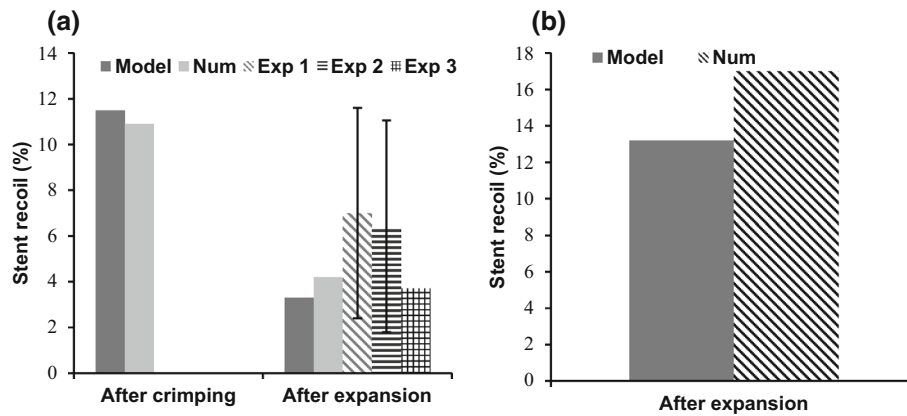 (a)
14
12
10
8
6
4
2
0
Stent recoil (%)
Model Num Exp 1 Exp 2 Exp 3
After crimping After expansion
(b)
18
16
14
12
10
8
6
4
2
0
Stent recoil (%)
Model Num
After expansion